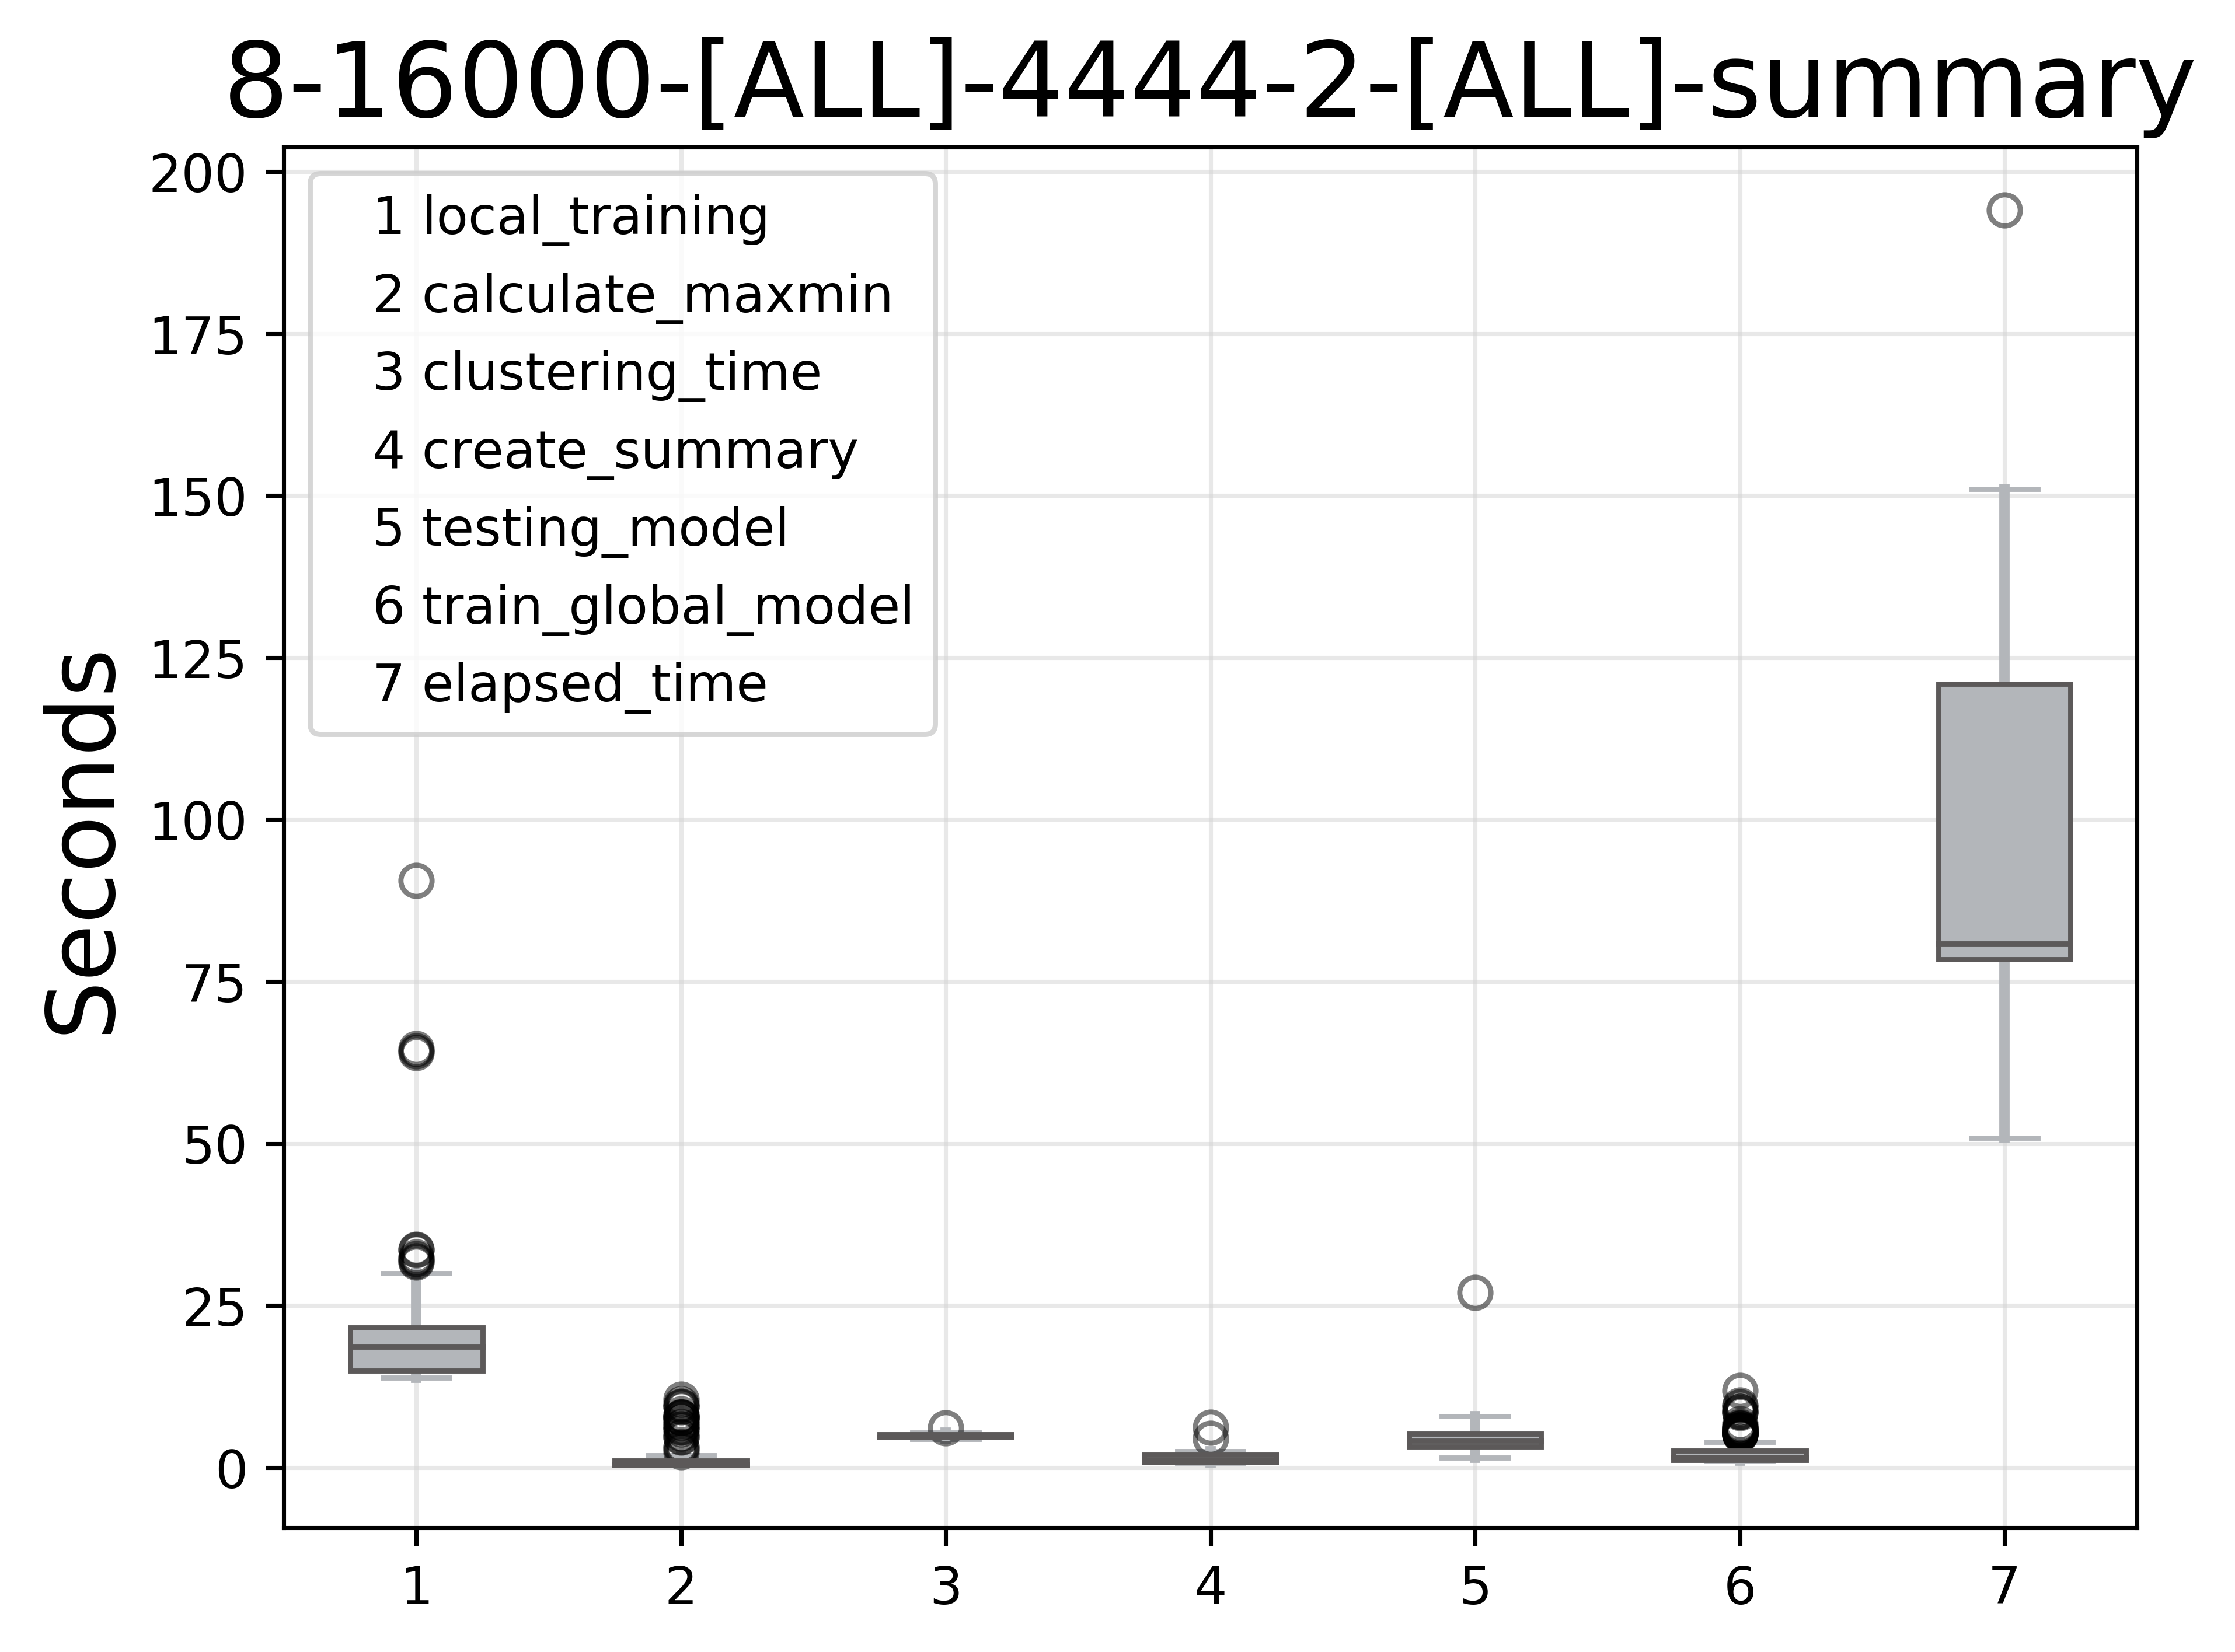 8-16000-[ALL]-4444-2-[ALL]-summary
200
175
150
125
100
75
50
25
0
Seconds
1 local_training
2 calculate_maxmin
3 clustering_time
4 create_summary
5 testing_model
6 train_global_model
7 elapsed_time
1 2 3 4 5 6 7